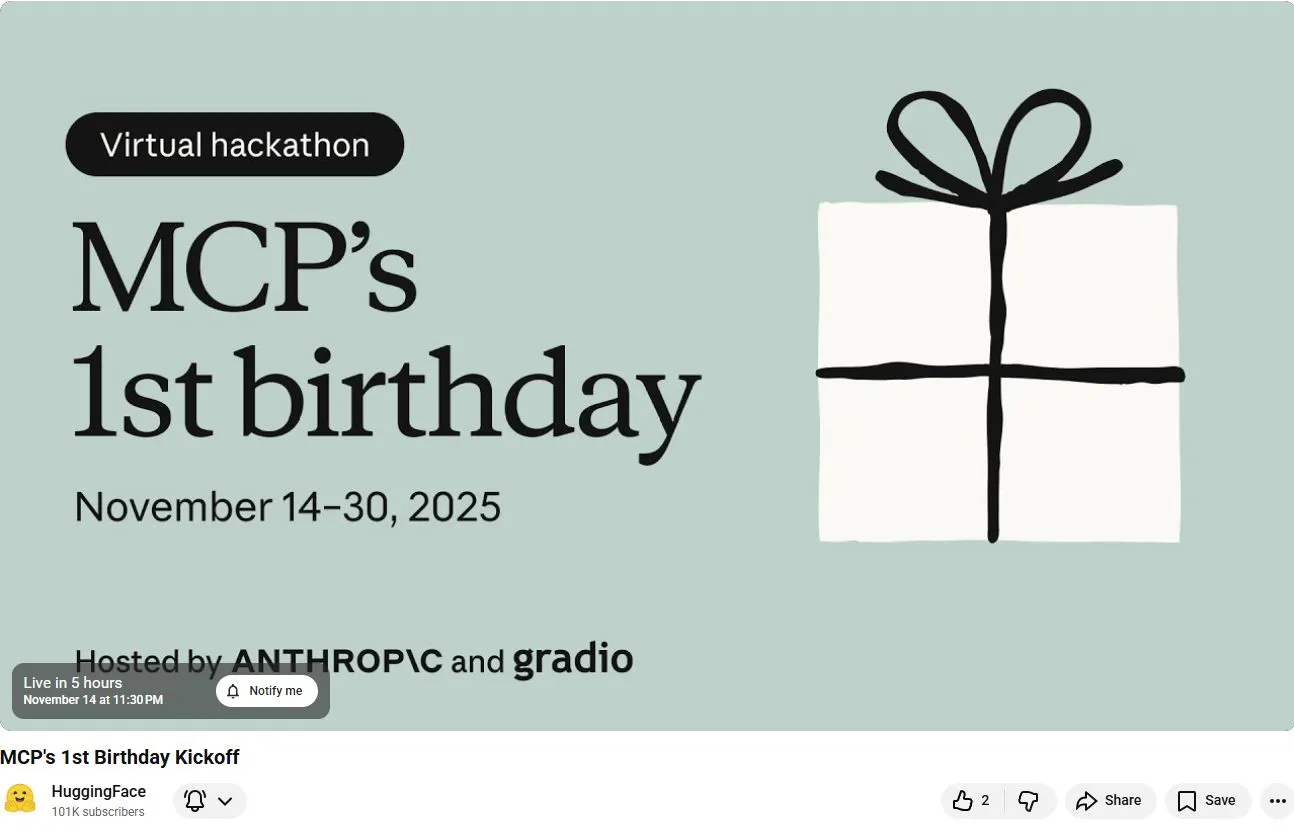 Virtual hackathon
MCP’s
1st birthday
November 14–30, 2025
Hosted by ANTHROP\C and gradio
Live in 5 hours
November 14 at 11:30 PM
Notify me
MCP's 1st Birthday Kickoff
HuggingFace
101K subscribers
2
Share
Save